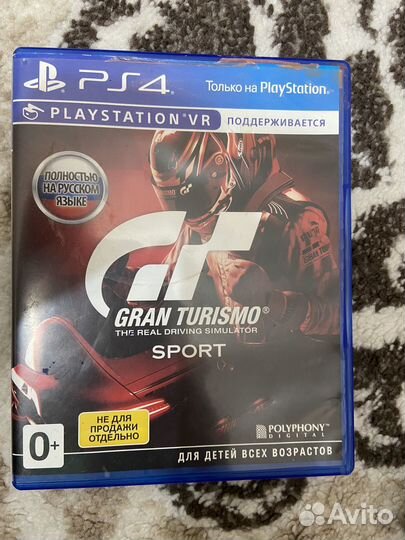 PS4
Только на PlayStation
PLAYSTATION®VR ПОДДЕРЖИВАЕТСЯ
ПОЛНОСТЬЮ
НА РУССКОМ
ЯЗЫКЕ
GT
GRAN TURISMO®
THE REAL DRIVING SIMULATOR
SPORT
НЕ ДЛЯ
ПРОДАЖИ
ОТДЕЛЬНО
0+
POLYPHONY
DIGITAL
ДЛЯ ДЕТЕЙ ВСЕХ ВОЗРАСТОВ
Avito